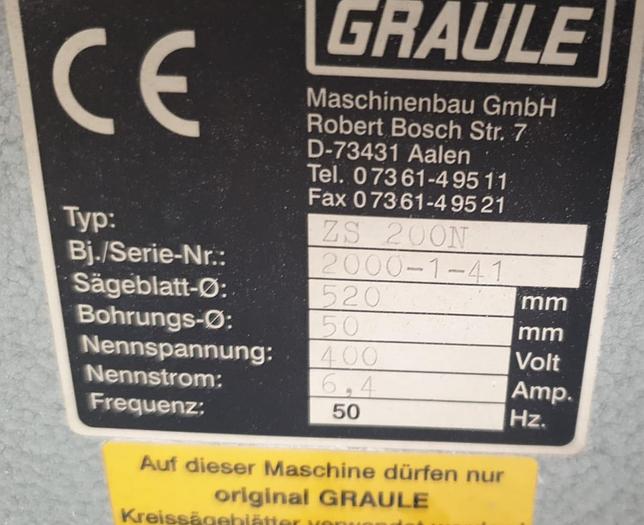 CE
GRAULE
Maschinenbau GmbH
Robert Bosch Str. 7
D-73431 Aalen
Tel. 07361-49511
Fax 07361-49521
Typ: ZS 200N
Bj./Serie-Nr.: 2000-1-41
Sägeblatt-Ø: 520 mm
Bohrungs-Ø: 50 mm
Nennspannung: 400 Volt
Nennstrom: 6,4 Amp.
Frequenz: 50 Hz.
Auf dieser Maschine dürfen nur
original GRAULE
Kreissägeblätter